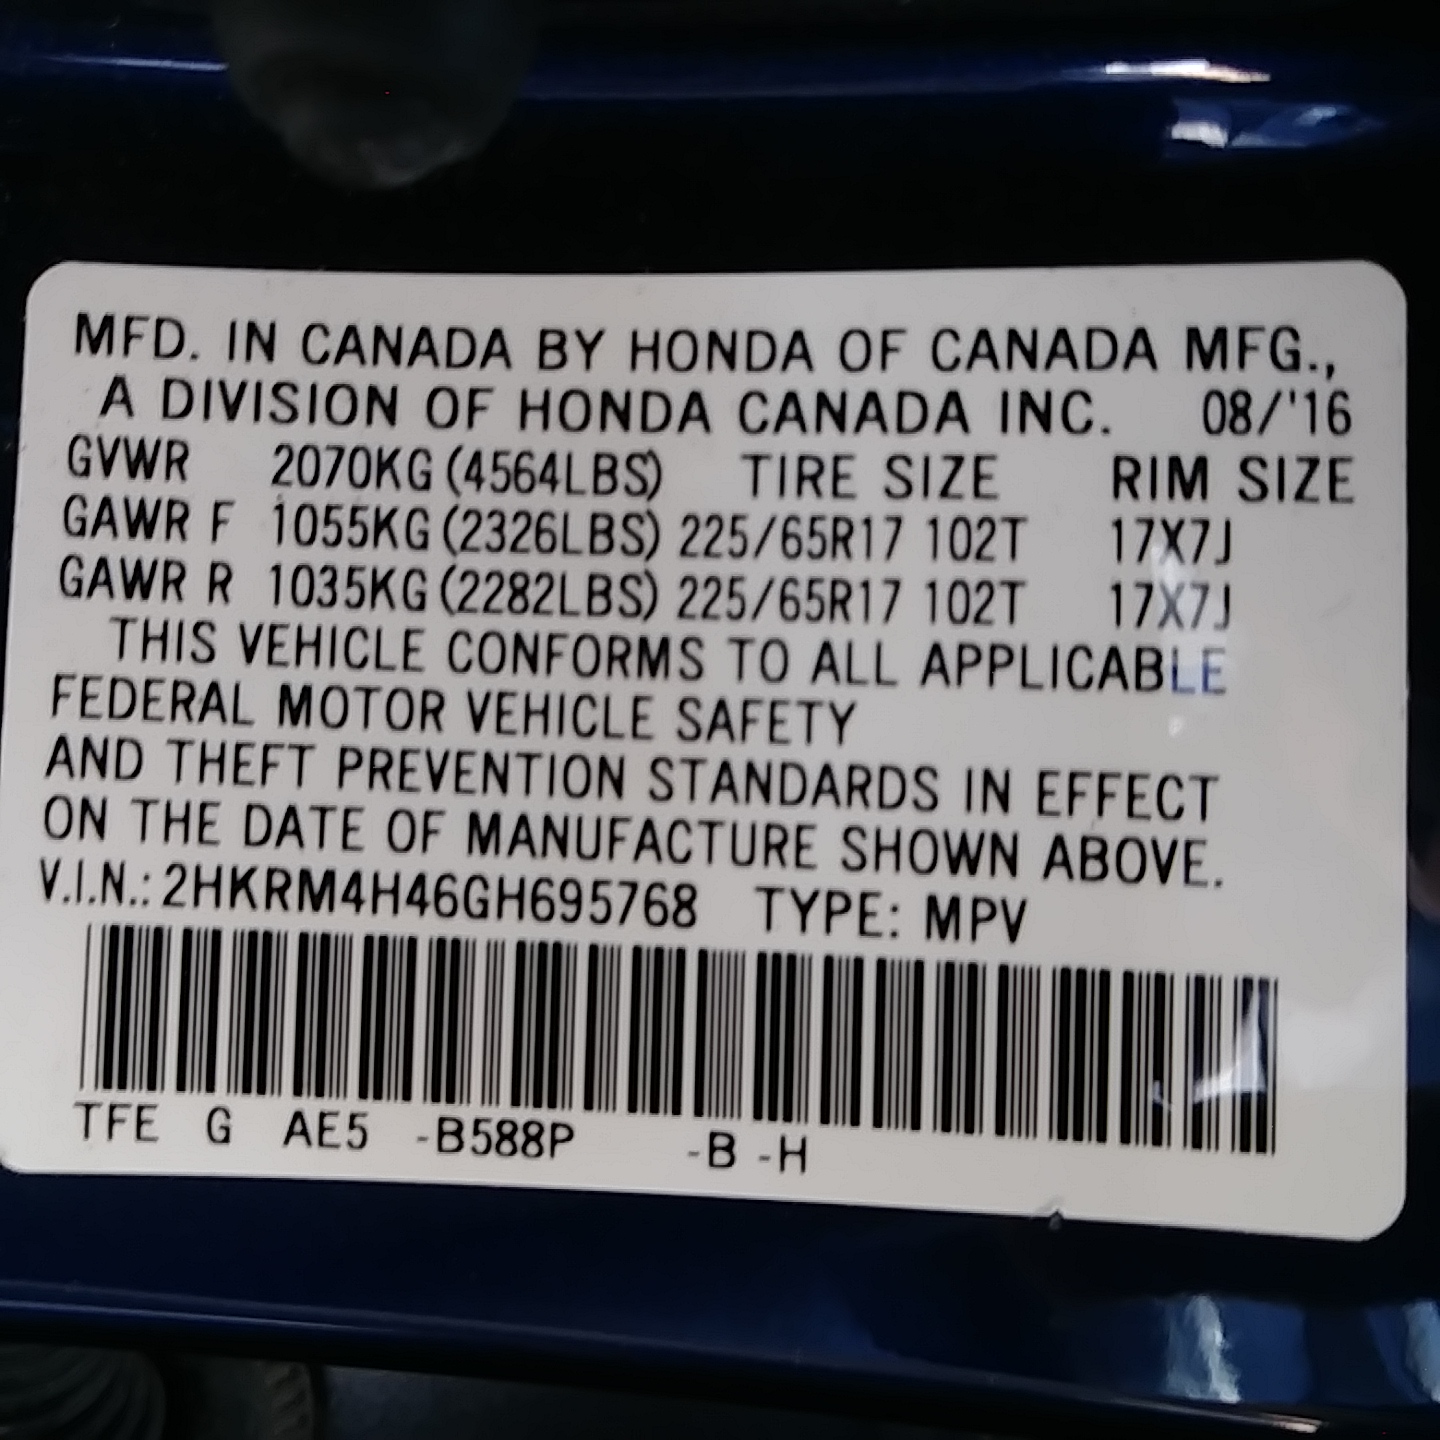 MFD. IN CANADA BY HONDA OF CANADA MFG.,
A DIVISION OF HONDA CANADA INC. 08/'16
GVWR 2070KG (4564LBS) TIRE SIZE RIM SIZE
GAWR F 1055KG (2326LBS) 225/65R17 102T 17X7J
GAWR R 1035KG (2282LBS) 225/65R17 102T 17X7J
THIS VEHICLE CONFORMS TO ALL APPLICABLE
FEDERAL MOTOR VEHICLE SAFETY
AND THEFT PREVENTION STANDARDS IN EFFECT
ON THE DATE OF MANUFACTURE SHOWN ABOVE.
V.I.N.: 2HKRM4H46GH695768 TYPE: MPV
TFE G AE5 -B588P -B -H